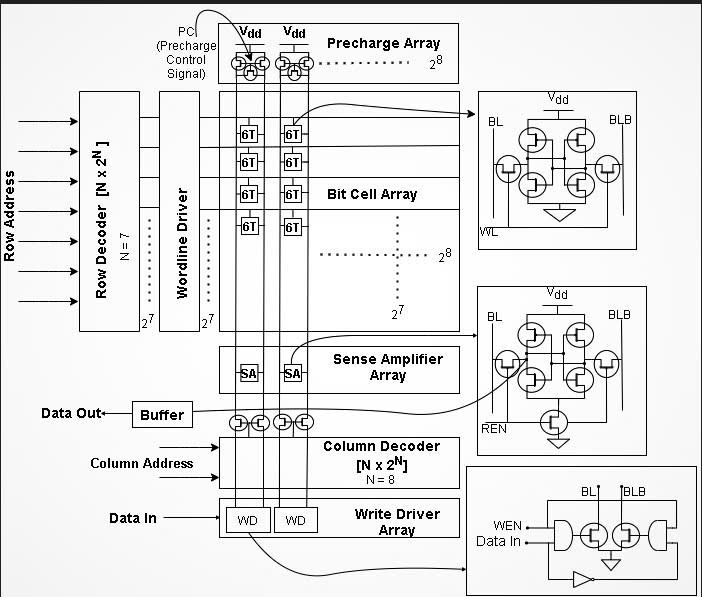 PC
(Precharge
Control
Signal)
Vdd
Vdd
Precharge Array
2^8
Row Address
Row Decoder [N x 2^N]
N = 7
2^7
Wordline Driver
2^7
6T
6T
6T
6T
6T
6T
Bit Cell Array
6T
6T
2^8
2^7
Vdd
BL
BLB
WL
SA
SA
Sense Amplifier
Array
Vdd
BL
BLB
REN
Data Out
Buffer
Column Address
Column Decoder
[N x 2^N]
N = 8
Data In
WD
WD
Write Driver
Array
BL
BLB
WEN
Data In